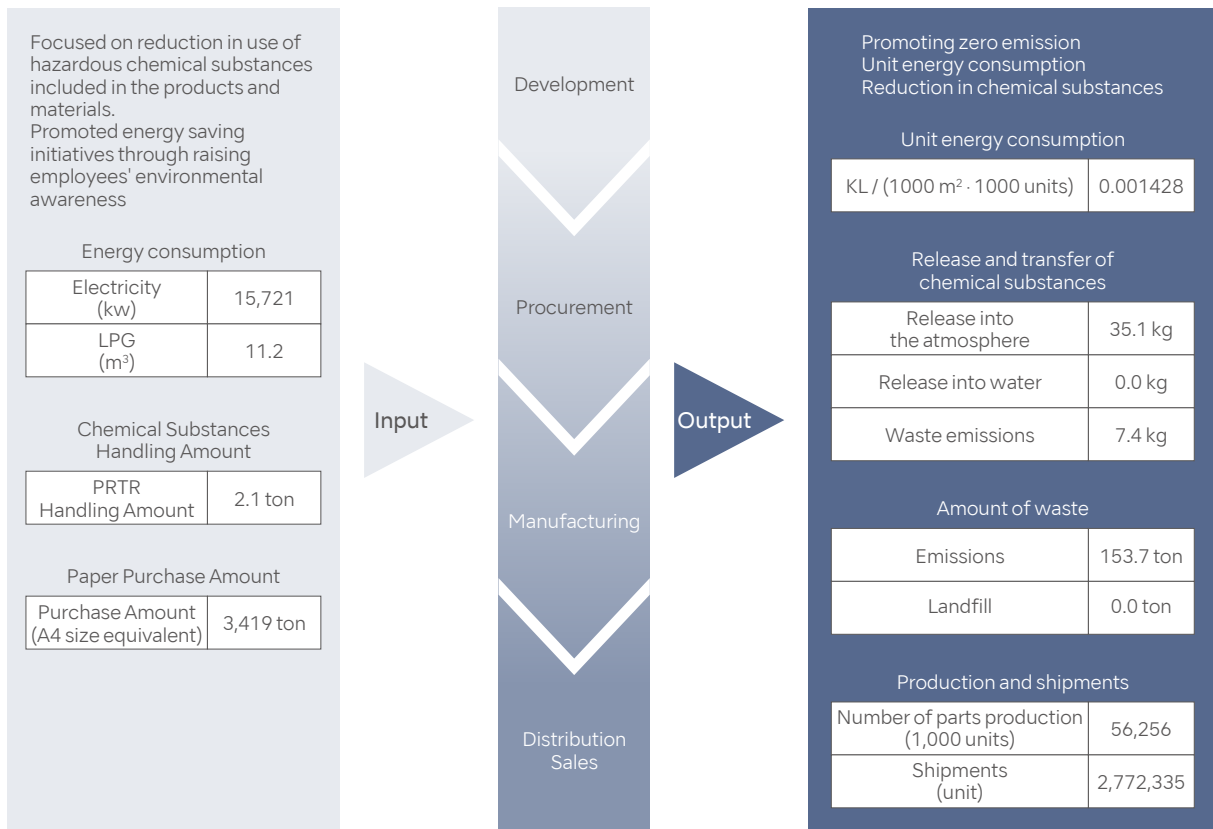 Focused on reduction in use of
hazardous chemical substances
included in the products and
materials.
Promoted energy saving
initiatives through raising
employees' environmental
awareness
Energy consumption
Electricity
(kw)
15,721
LPG
(m³)
11.2
Chemical Substances
Handling Amount
PRTR
Handling Amount
2.1 ton
Paper Purchase Amount
Purchase Amount
(A4 size equivalent)
3,419 ton
Input
Development
Procurement
Manufacturing
Distribution
Sales
Output
Promoting zero emission
Unit energy consumption
Reduction in chemical substances
Unit energy consumption
KL / (1000 m² · 1000 units)
0.001428
Release and transfer of
chemical substances
Release into
the atmosphere
35.1 kg
Release into water
0.0 kg
Waste emissions
7.4 kg
Amount of waste
Emissions
153.7 ton
Landfill
0.0 ton
Production and shipments
Number of parts production
(1,000 units)
56,256
Shipments
(unit)
2,772,335